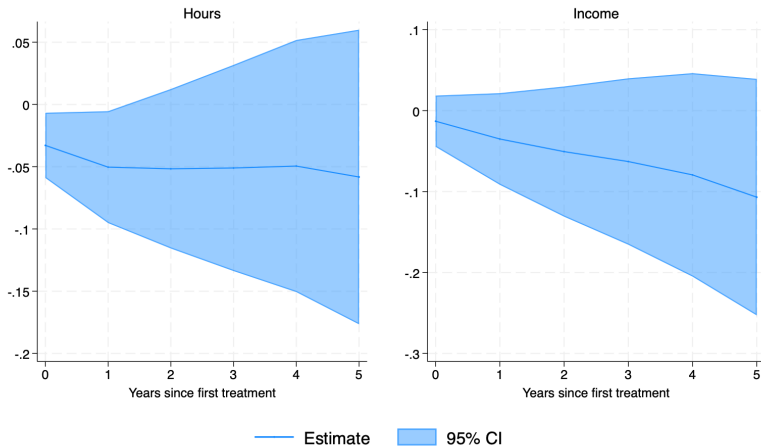 Hours
.05
0
-.05
-.1
-.15
-.2
0 1 2 3 4 5
Years since first treatment
Income
.1
0
-.1
-.2
-.3
0 1 2 3 4 5
Years since first treatment
Estimate 95% CI